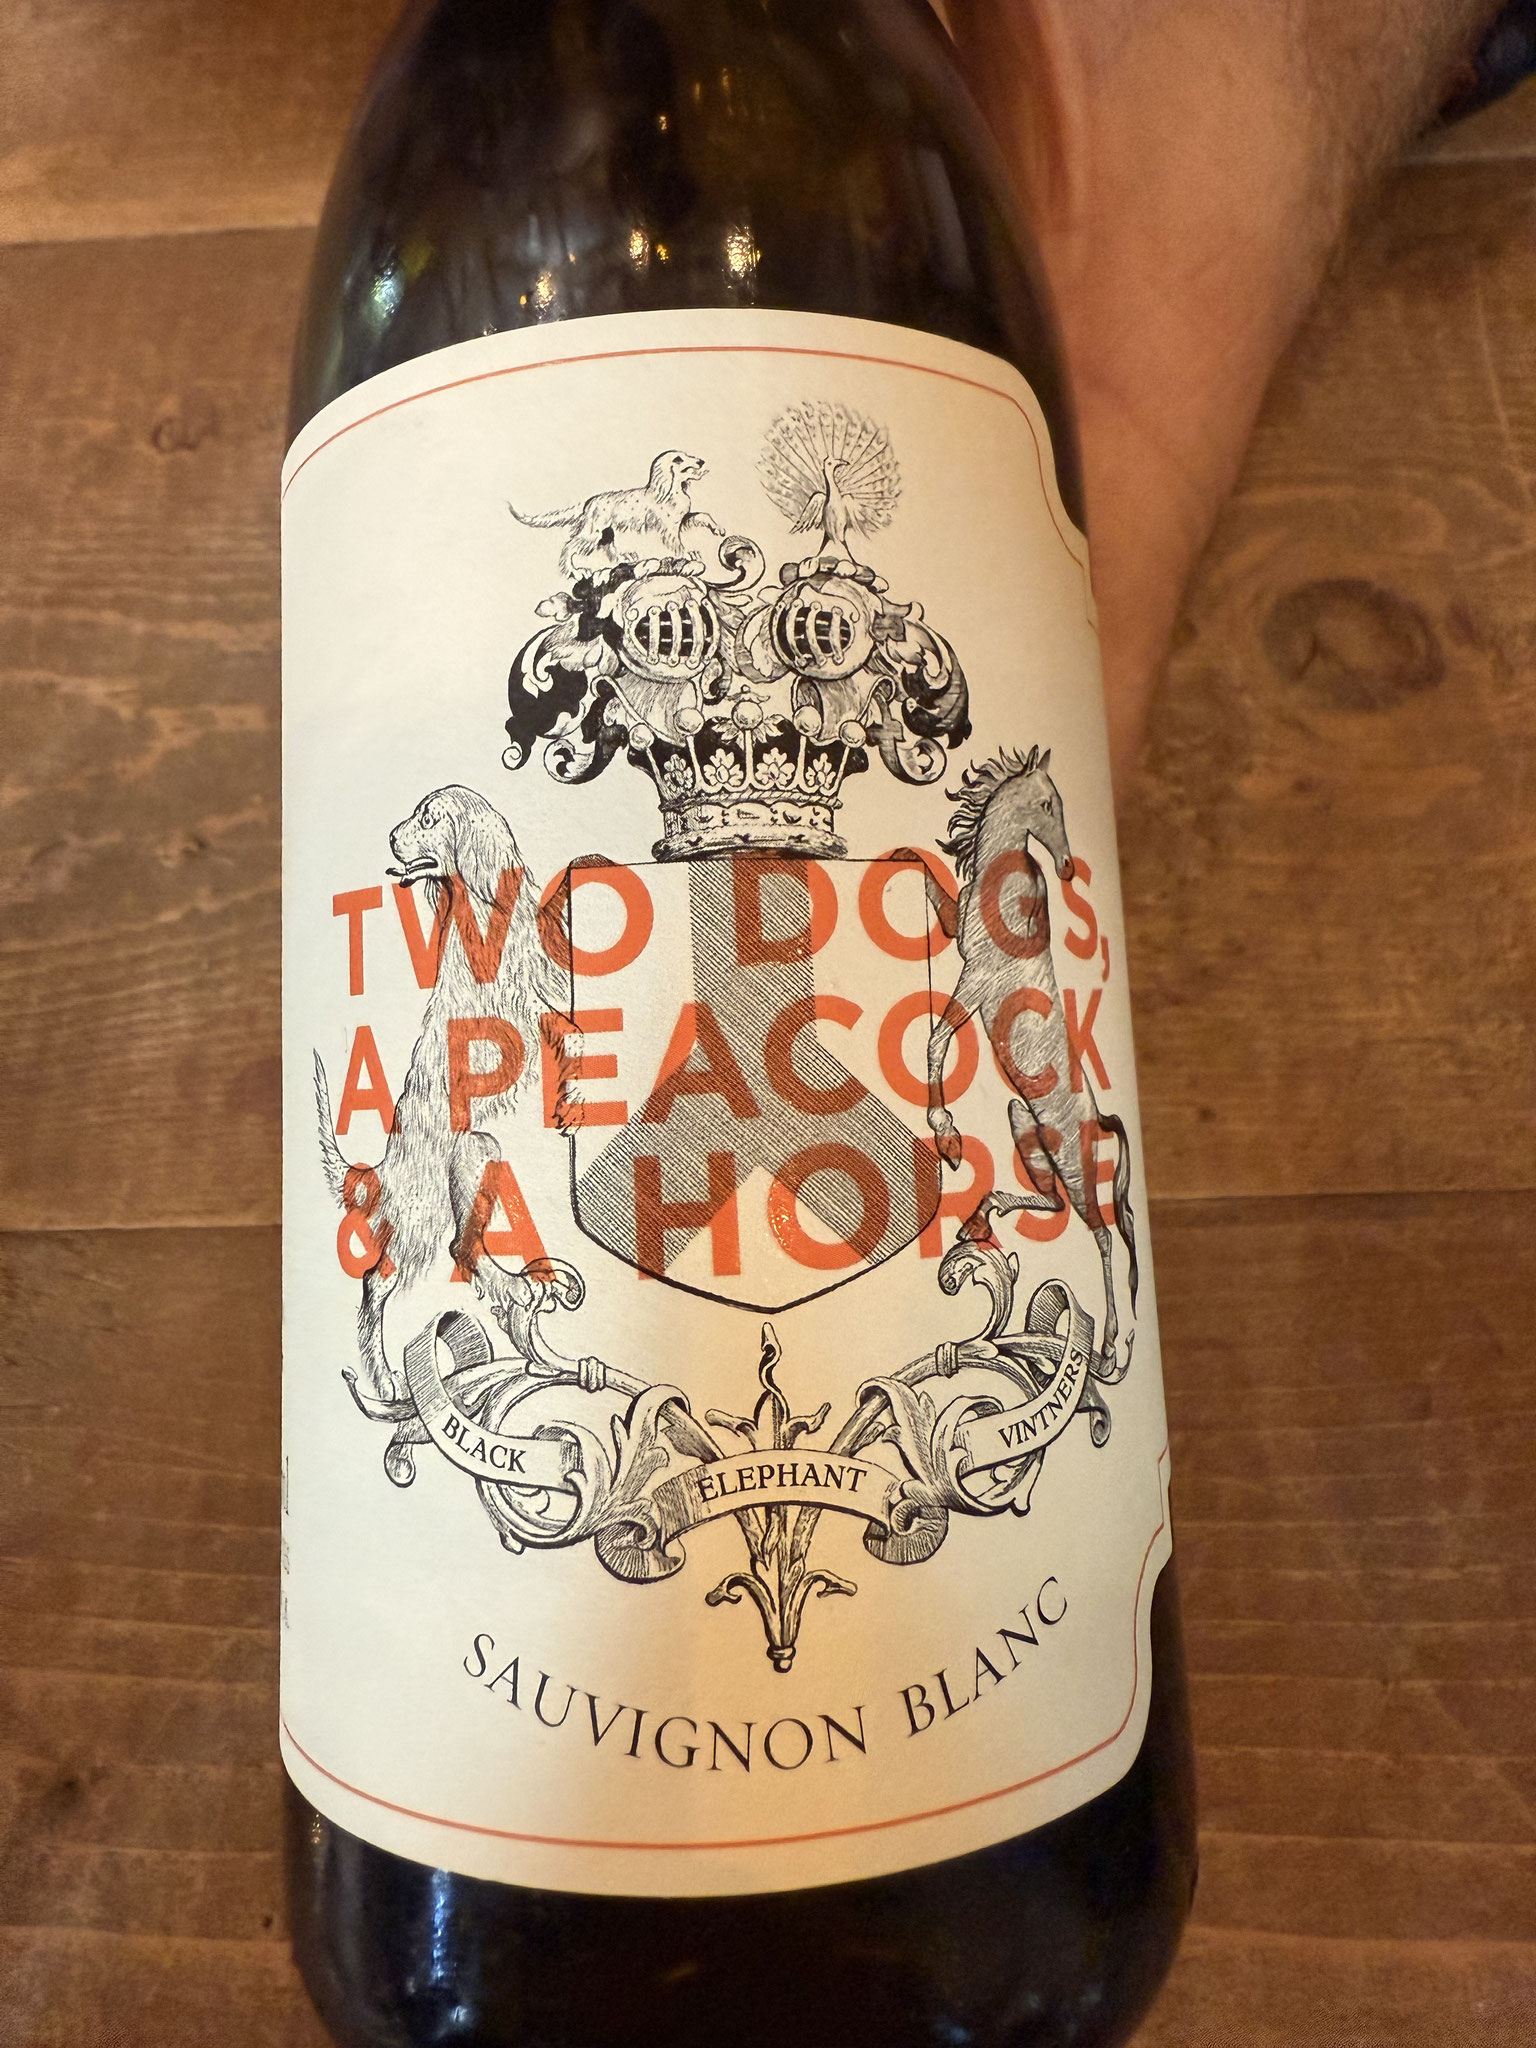 TWO DOGS,
A PEACOCK
& A HORSE
BLACK
ELEPHANT
VINTNERS
SAUVIGNON BLANC